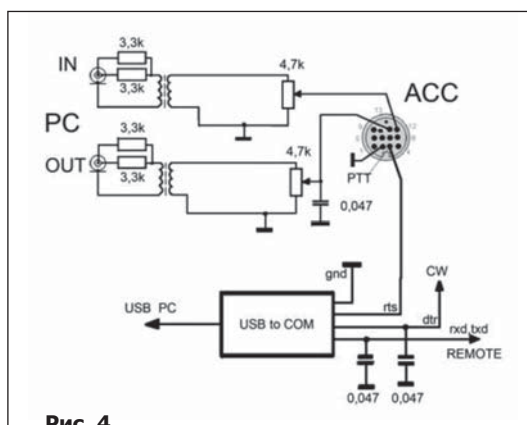 3,3k
IN
4,7k
3,3k
ACC
PC
3,3k
4,7k
OUT
3,3k
PTT
0,047
gnd
CW
rts
USB PC
dtr
USB to COM
rxd,txd
REMOTE
0,047
0,047
Рис. 4